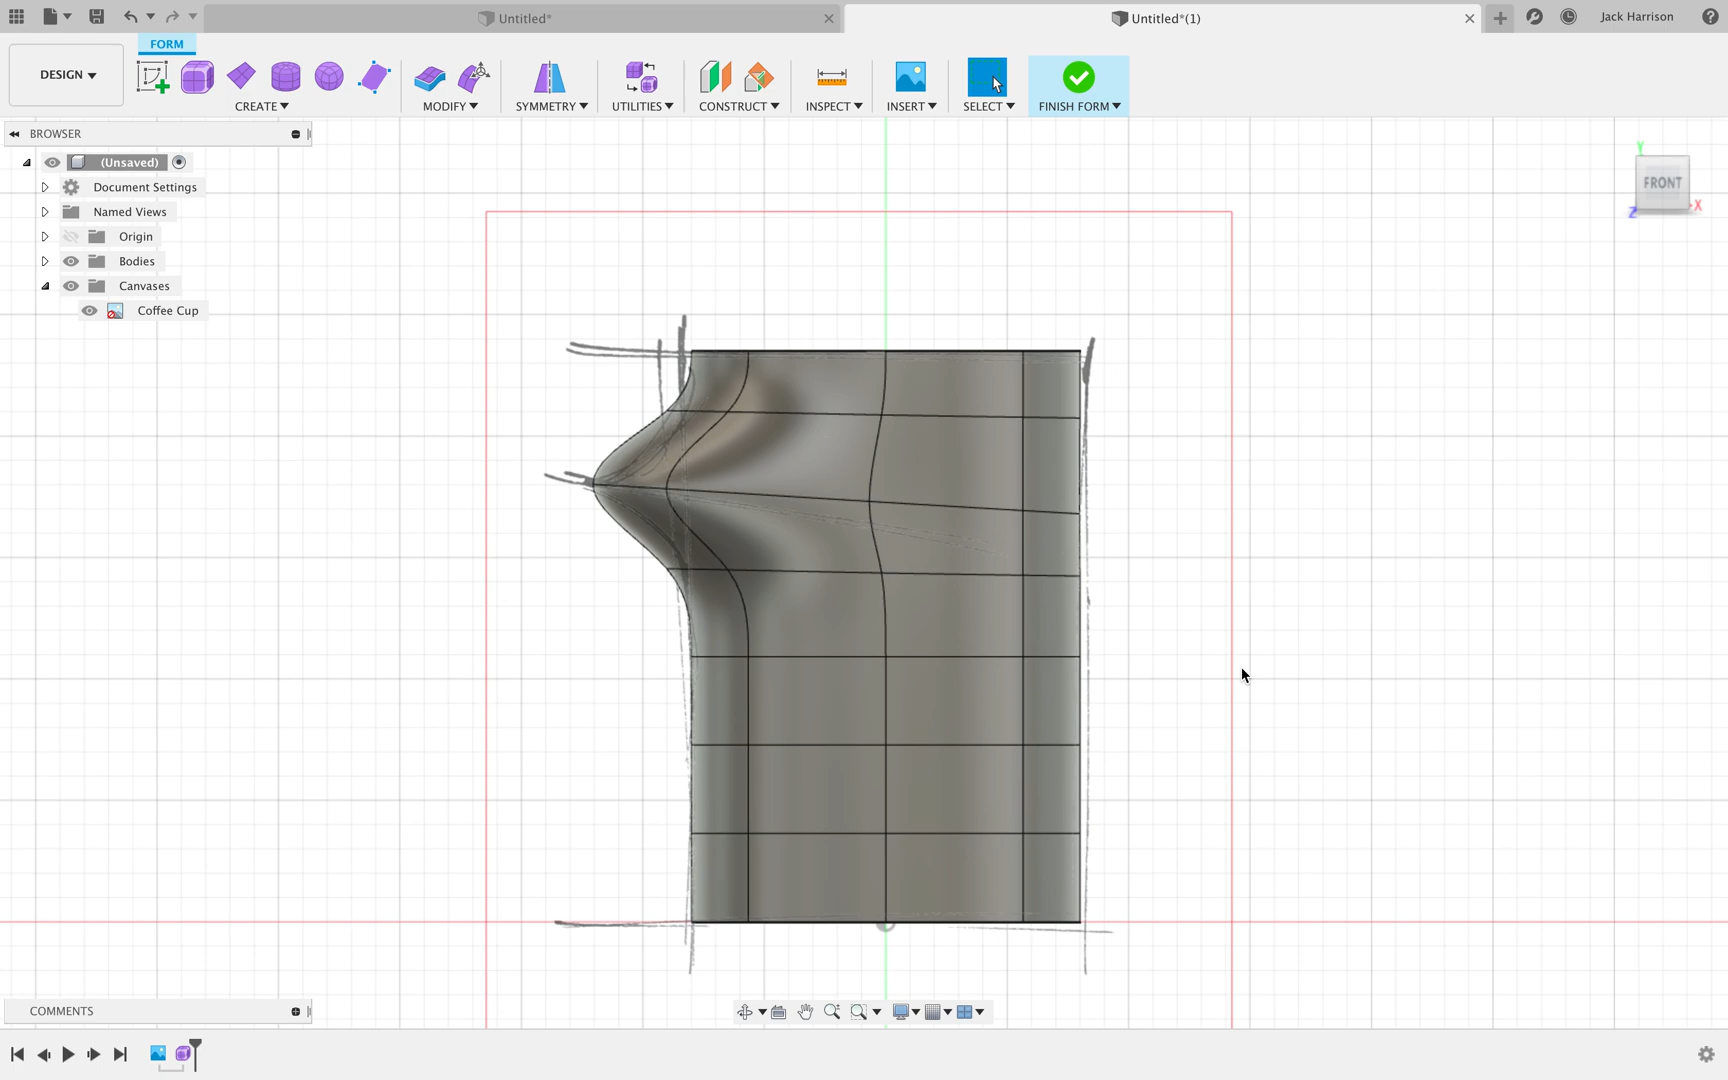 Untitled*
Untitled*(1)
Jack Harrison
FORM
DESIGN
CREATE
MODIFY
SYMMETRY
UTILITIES
CONSTRUCT
INSPECT
INSERT
SELECT
FINISH FORM
BROWSER
(Unsaved)
Document Settings
Named Views
Origin
Bodies
Canvases
Coffee Cup
Y
FRONT
Z
X
COMMENTS